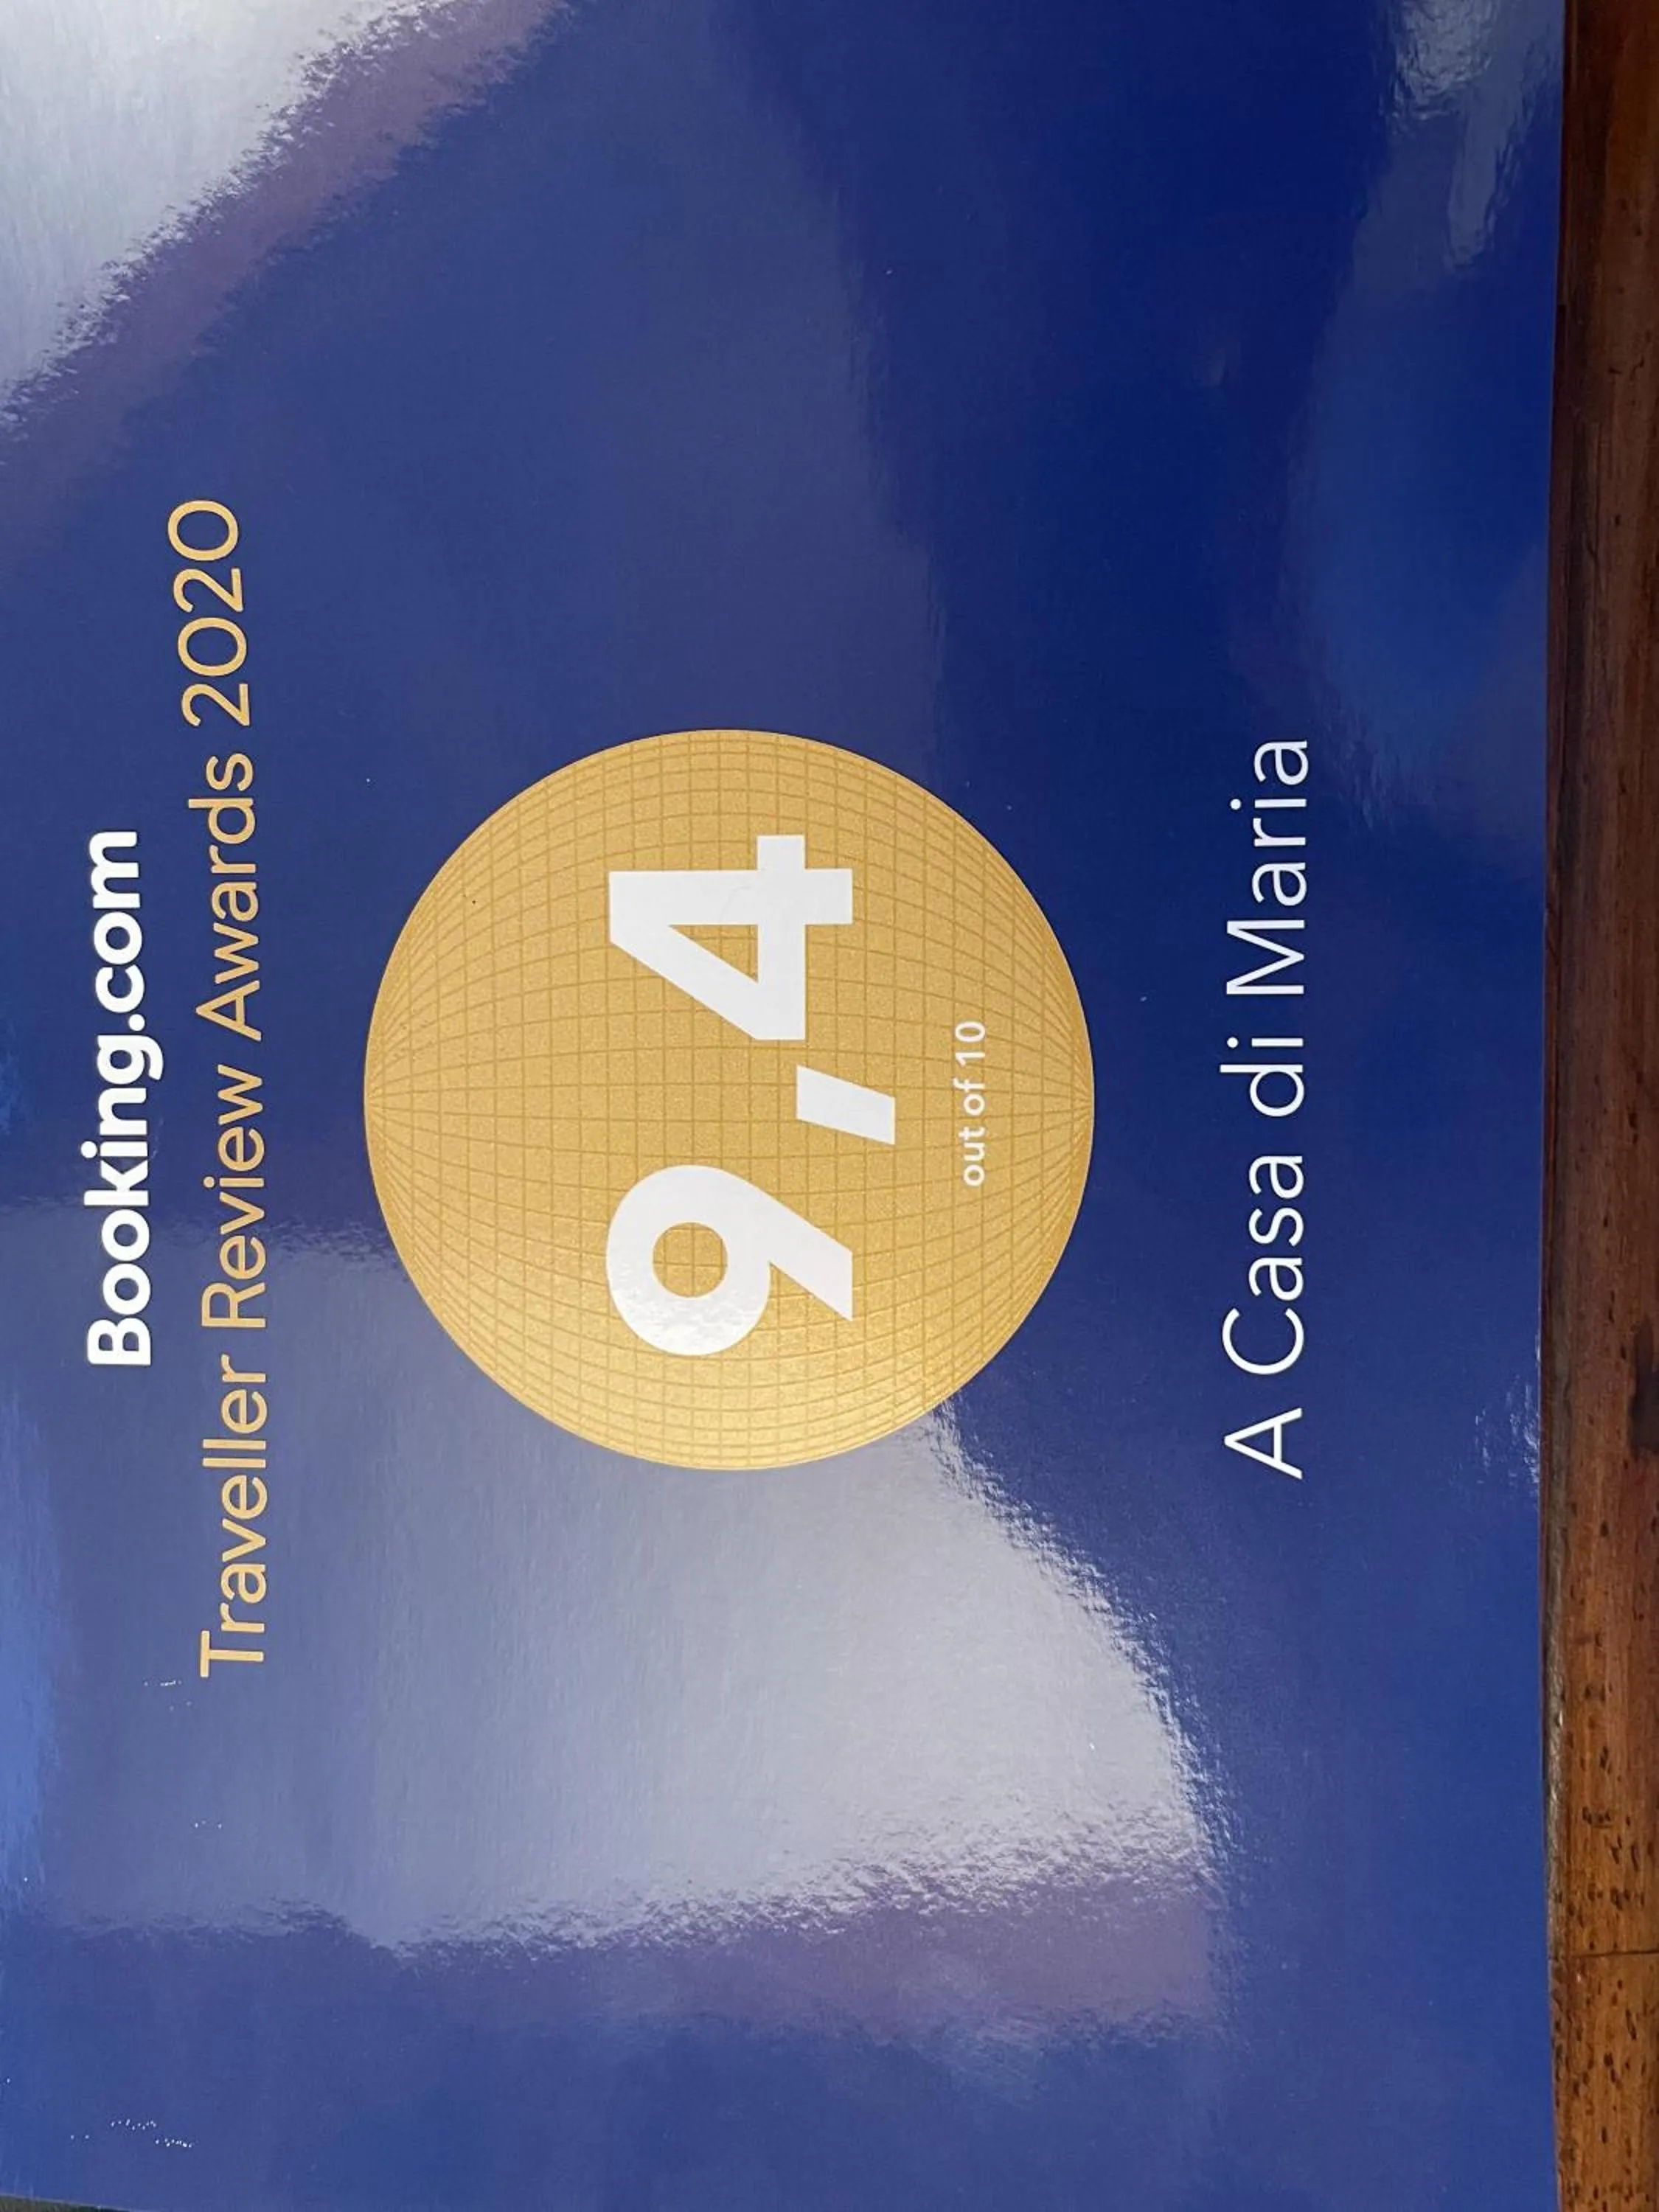 Booking.com
Traveller Review Awards 2020
9,4
out of 10
A Casa di Maria